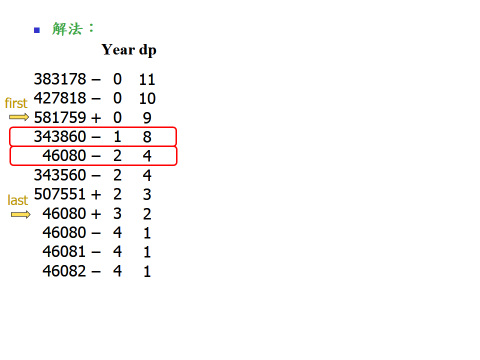 解法：
Year dp
383178 – 0 11
427818 – 0 10
first
581759 + 0 9
343860 – 1 8
46080 – 2 4
343560 – 2 4
507551 + 2 3
last
46080 + 3 2
46080 – 4 1
46081 – 4 1
46082 – 4 1